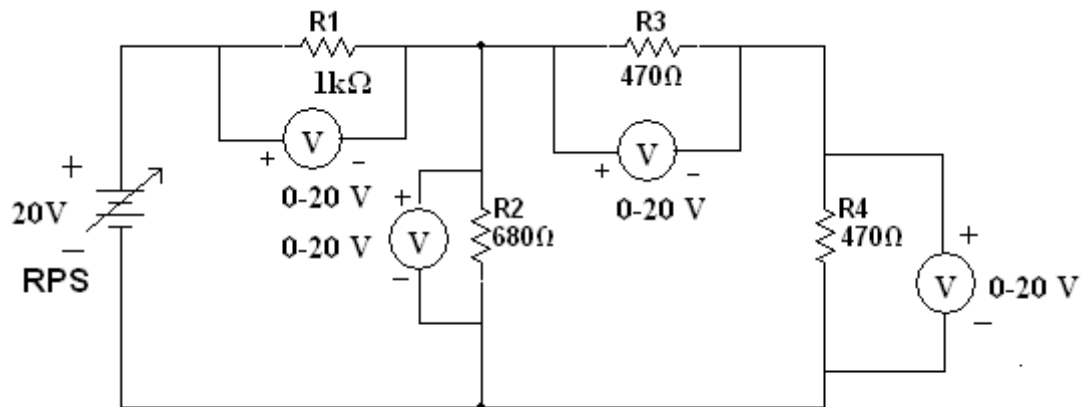 R1
1kΩ
+
V
–
0-20 V
R3
470Ω
+
V
–
0-20 V
+
20V
–
RPS
+
V
–
0-20 V
R2
680Ω
R4
470Ω
+
V
–
0-20 V